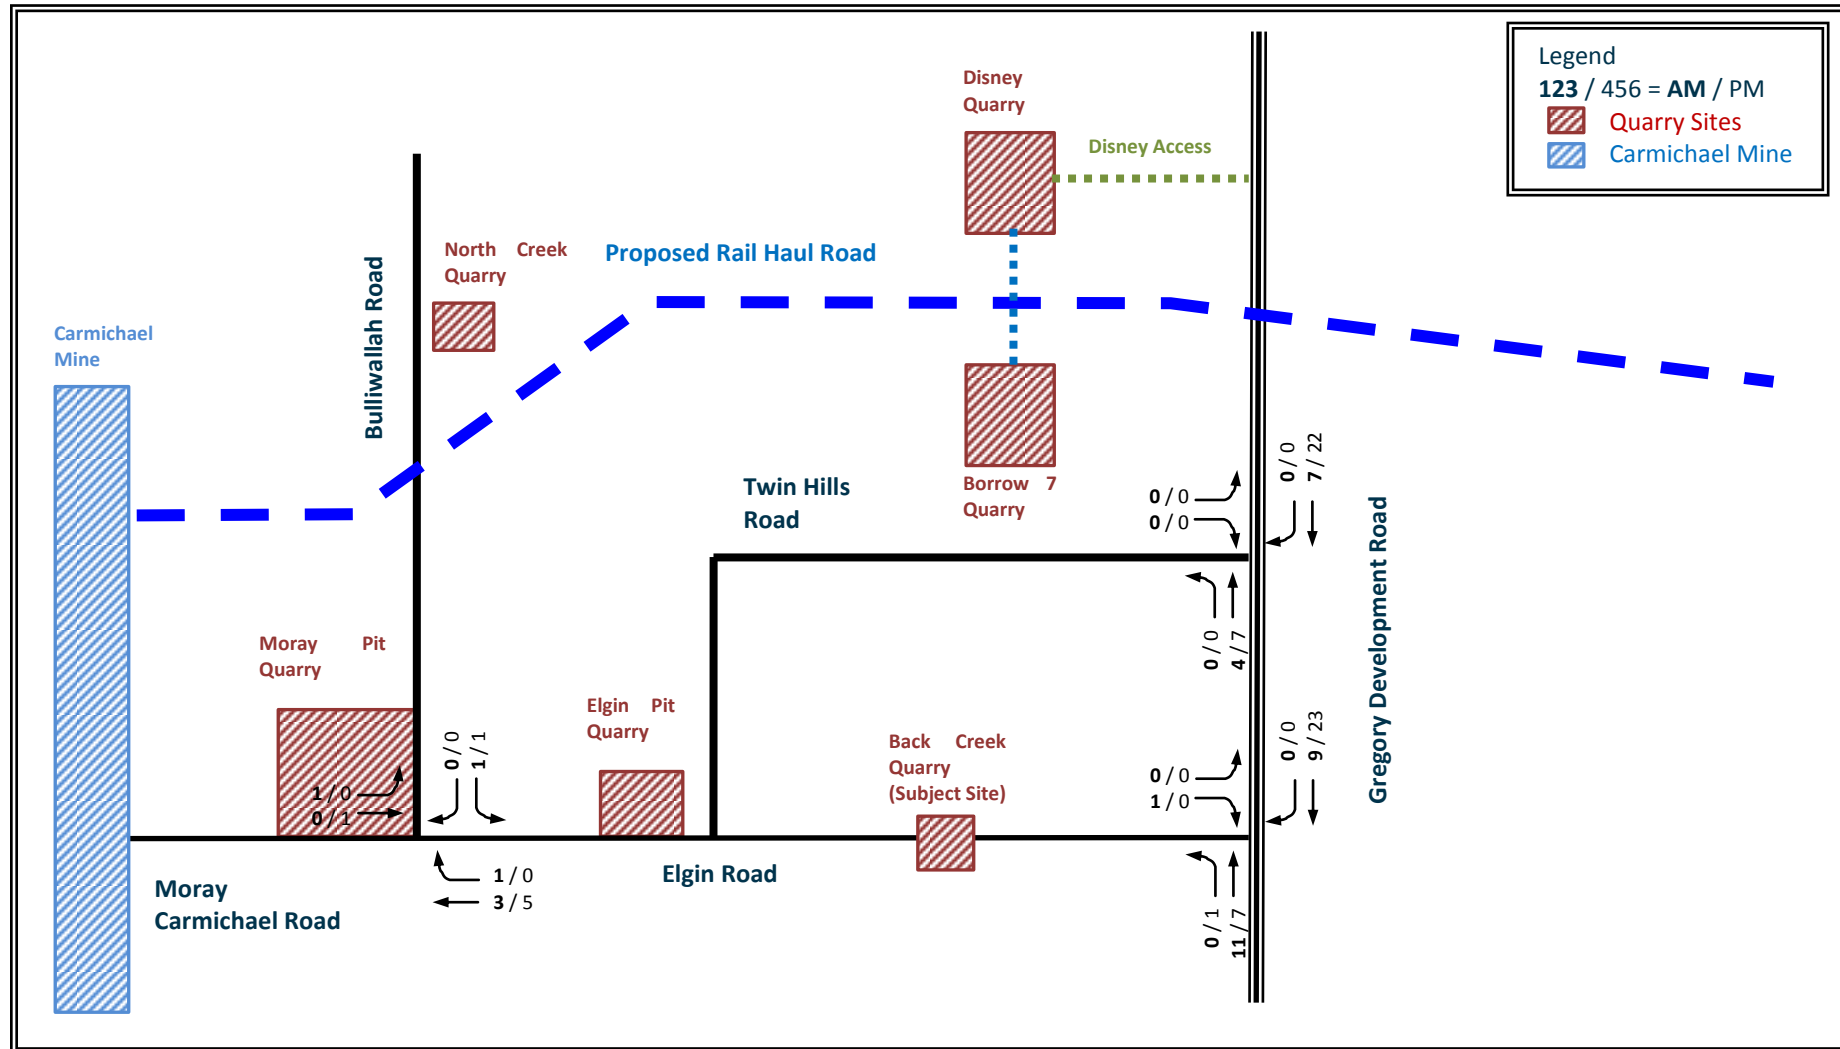 Legend
123 / 456 = AM / PM
Quarry Sites
Carmichael Mine
Disney
Quarry
Disney Access
North Creek
Quarry
Proposed Rail Haul Road
Bulliwallah Road
Carmichael
Mine
Twin Hills
Road
Borrow 7
Quarry
0 / 0
0 / 0
0 / 0
7 / 22
Gregory Development Road
0 / 0
4 / 7
Moray Pit
Quarry
Elgin Pit
Quarry
Back Creek
Quarry
(Subject Site)
0 / 0
1 / 1
1 / 0
0 / 1
0 / 0
1 / 0
0 / 0
9 / 23
1 / 0
3 / 5
Elgin Road
Moray
Carmichael Road
0 / 1
11 / 7